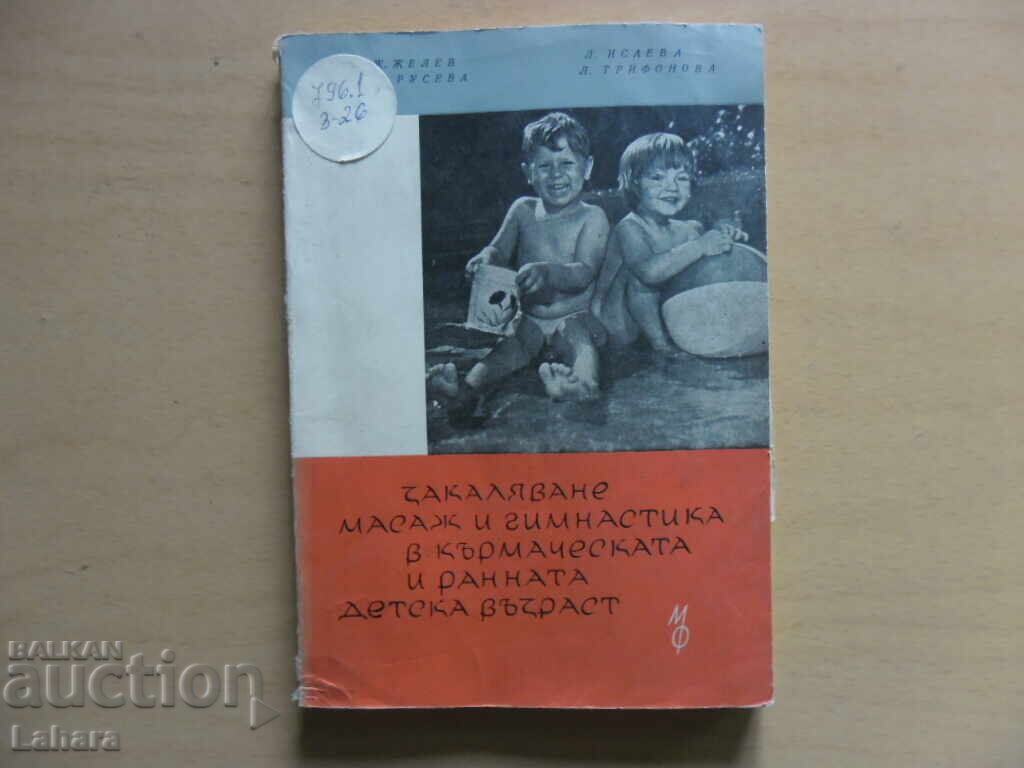 Ж. ЖЕЛЕВ
РУСЕВА
Л. ИСАЕВА
Л. ТРИФОНОВА
796.1
З-26
ЗАКАЛЯВАНЕ
МАСАЖ И ГИМНАСТИКА
В КЪРМАЧЕСКАТА
И РАННАТА
ДЕТСКА ВЪЗРАСТ
МФ
BALKAN
auction
Lahara